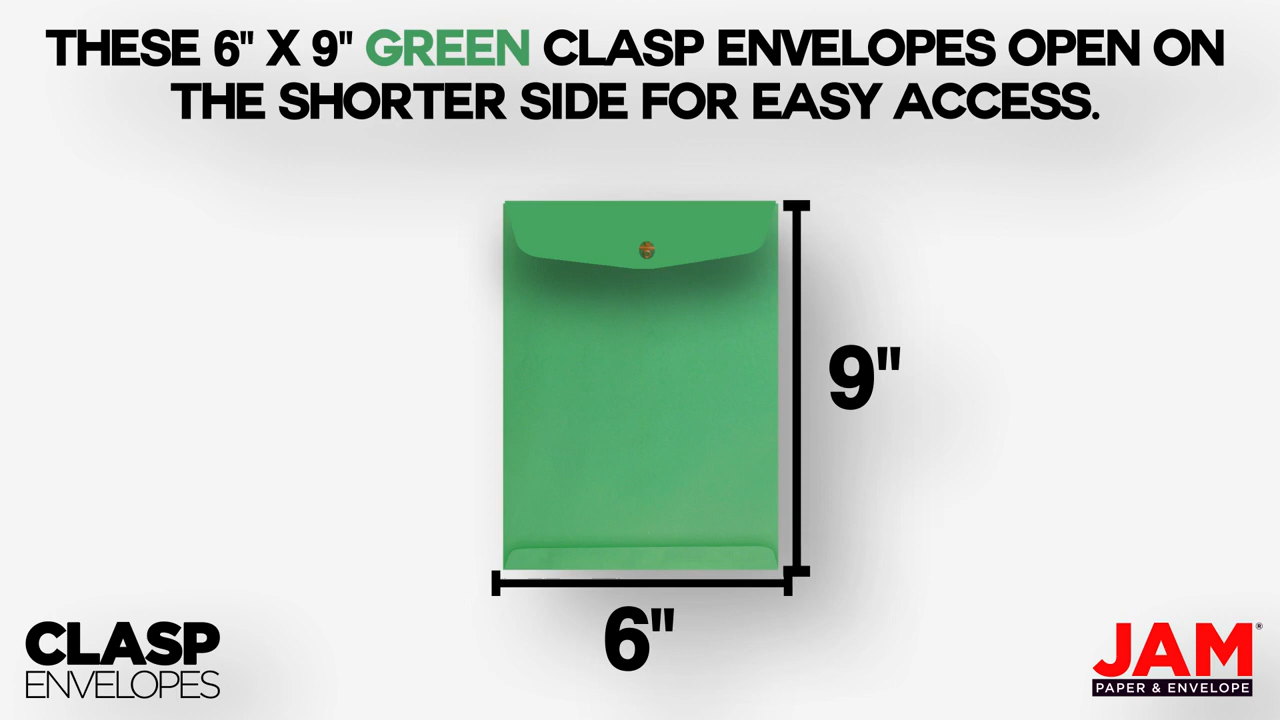 THESE 6" X 9" GREEN CLASP ENVELOPES OPEN ON
THE SHORTER SIDE FOR EASY ACCESS.
9"
6"
CLASP
ENVELOPES
JAM®
PAPER & ENVELOPE